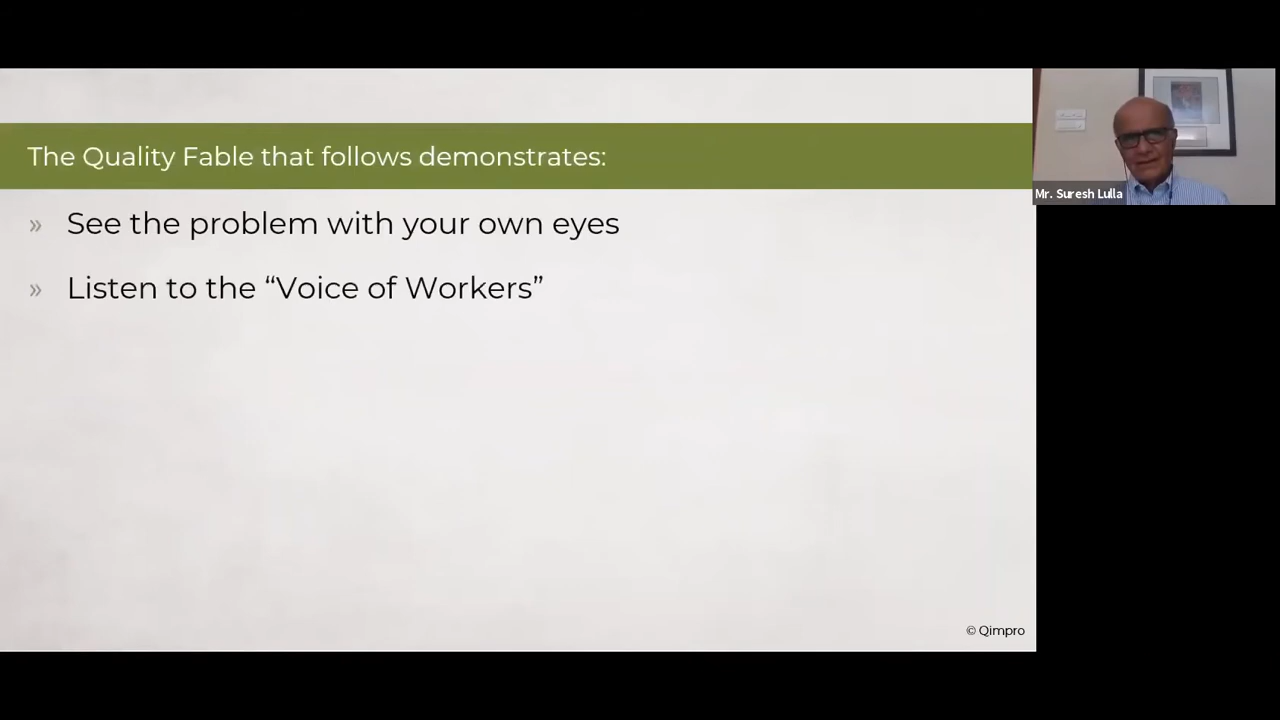 The Quality Fable that follows demonstrates:
» See the problem with your own eyes
» Listen to the “Voice of Workers”
Mr. Suresh Lulla
© Qimpro